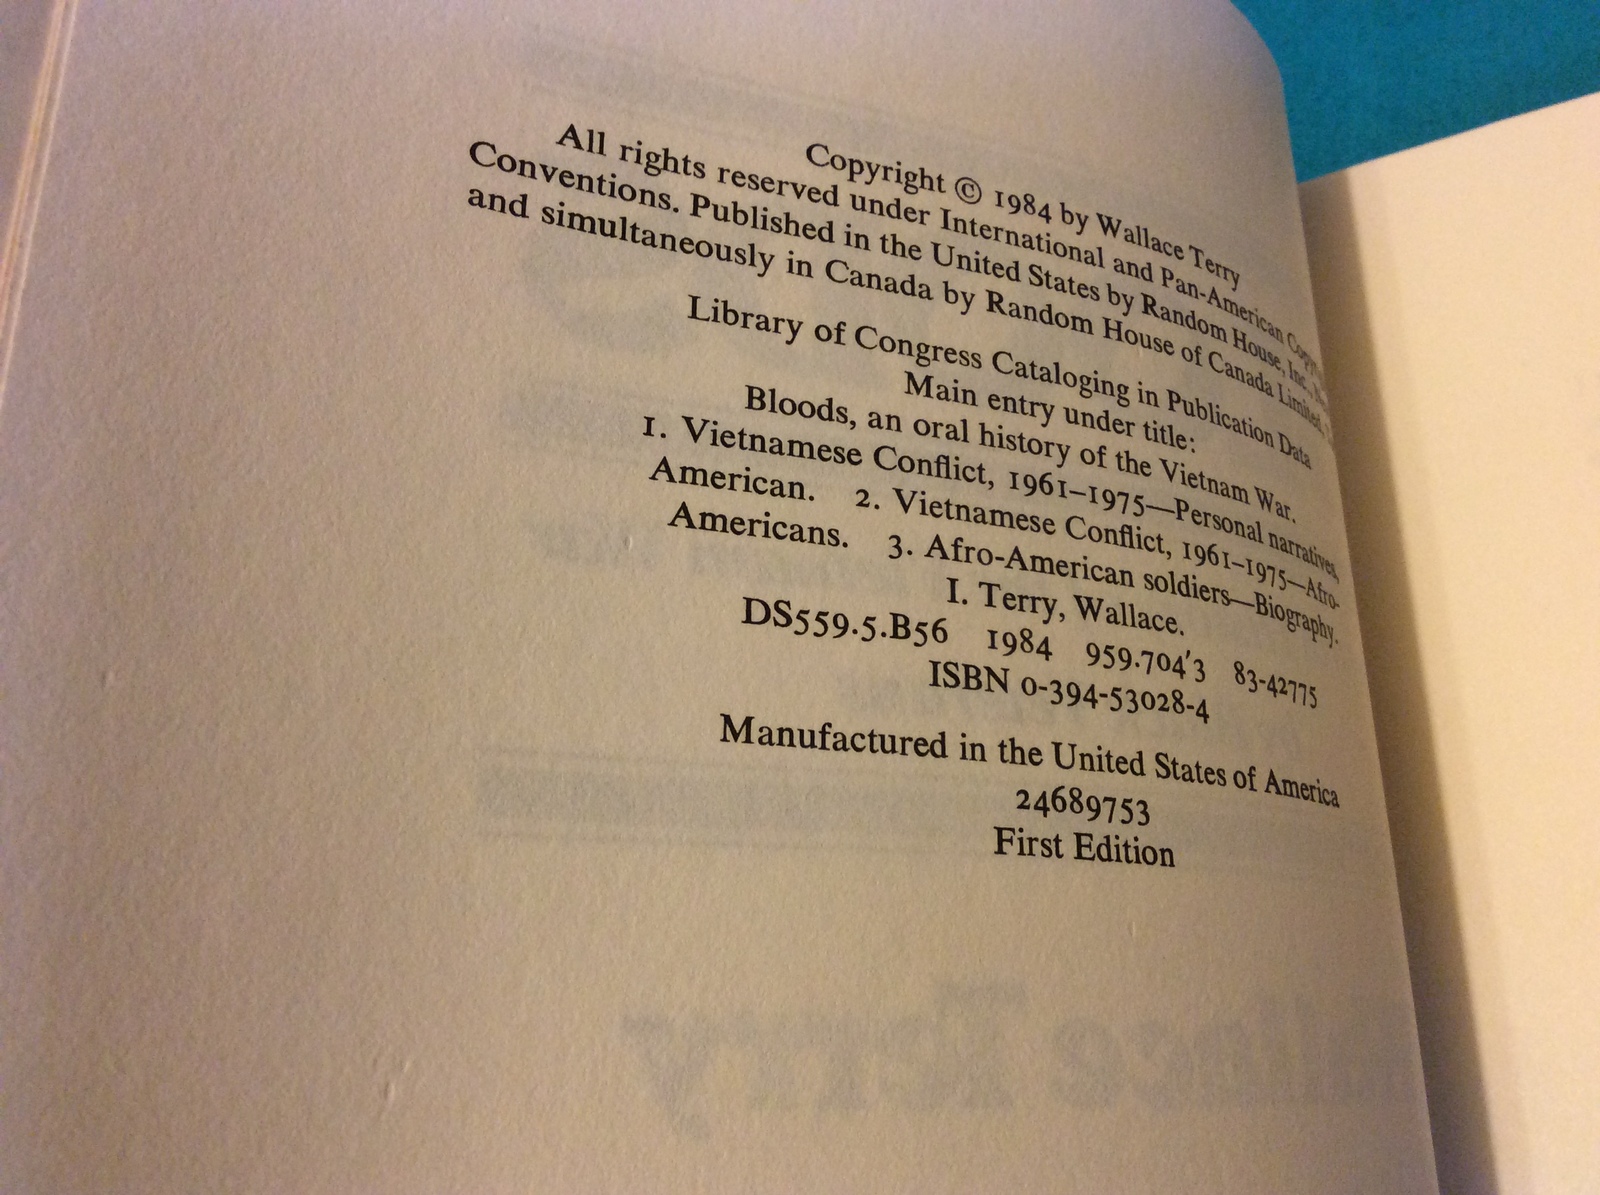 Copyright © 1984 by Wallace Terry
All rights reserved under International and Pan-American
Conventions. Published in the United States by Random House, Inc.,
and simultaneously in Canada by Random House of Canada Limited,
Library of Congress Cataloging in Publication Data
Main entry under title:
Bloods, an oral history of the Vietnam War.
1. Vietnamese Conflict, 1961–1975—Personal narratives,
American. 2. Vietnamese Conflict, 1961–1975—Afro-
Americans. 3. Afro-American soldiers—Biography.
I. Terry, Wallace.
DS559.5.B56 1984 959.704'3 83-42775
ISBN 0-394-53028-4
Manufactured in the United States of America
24689753
First Edition